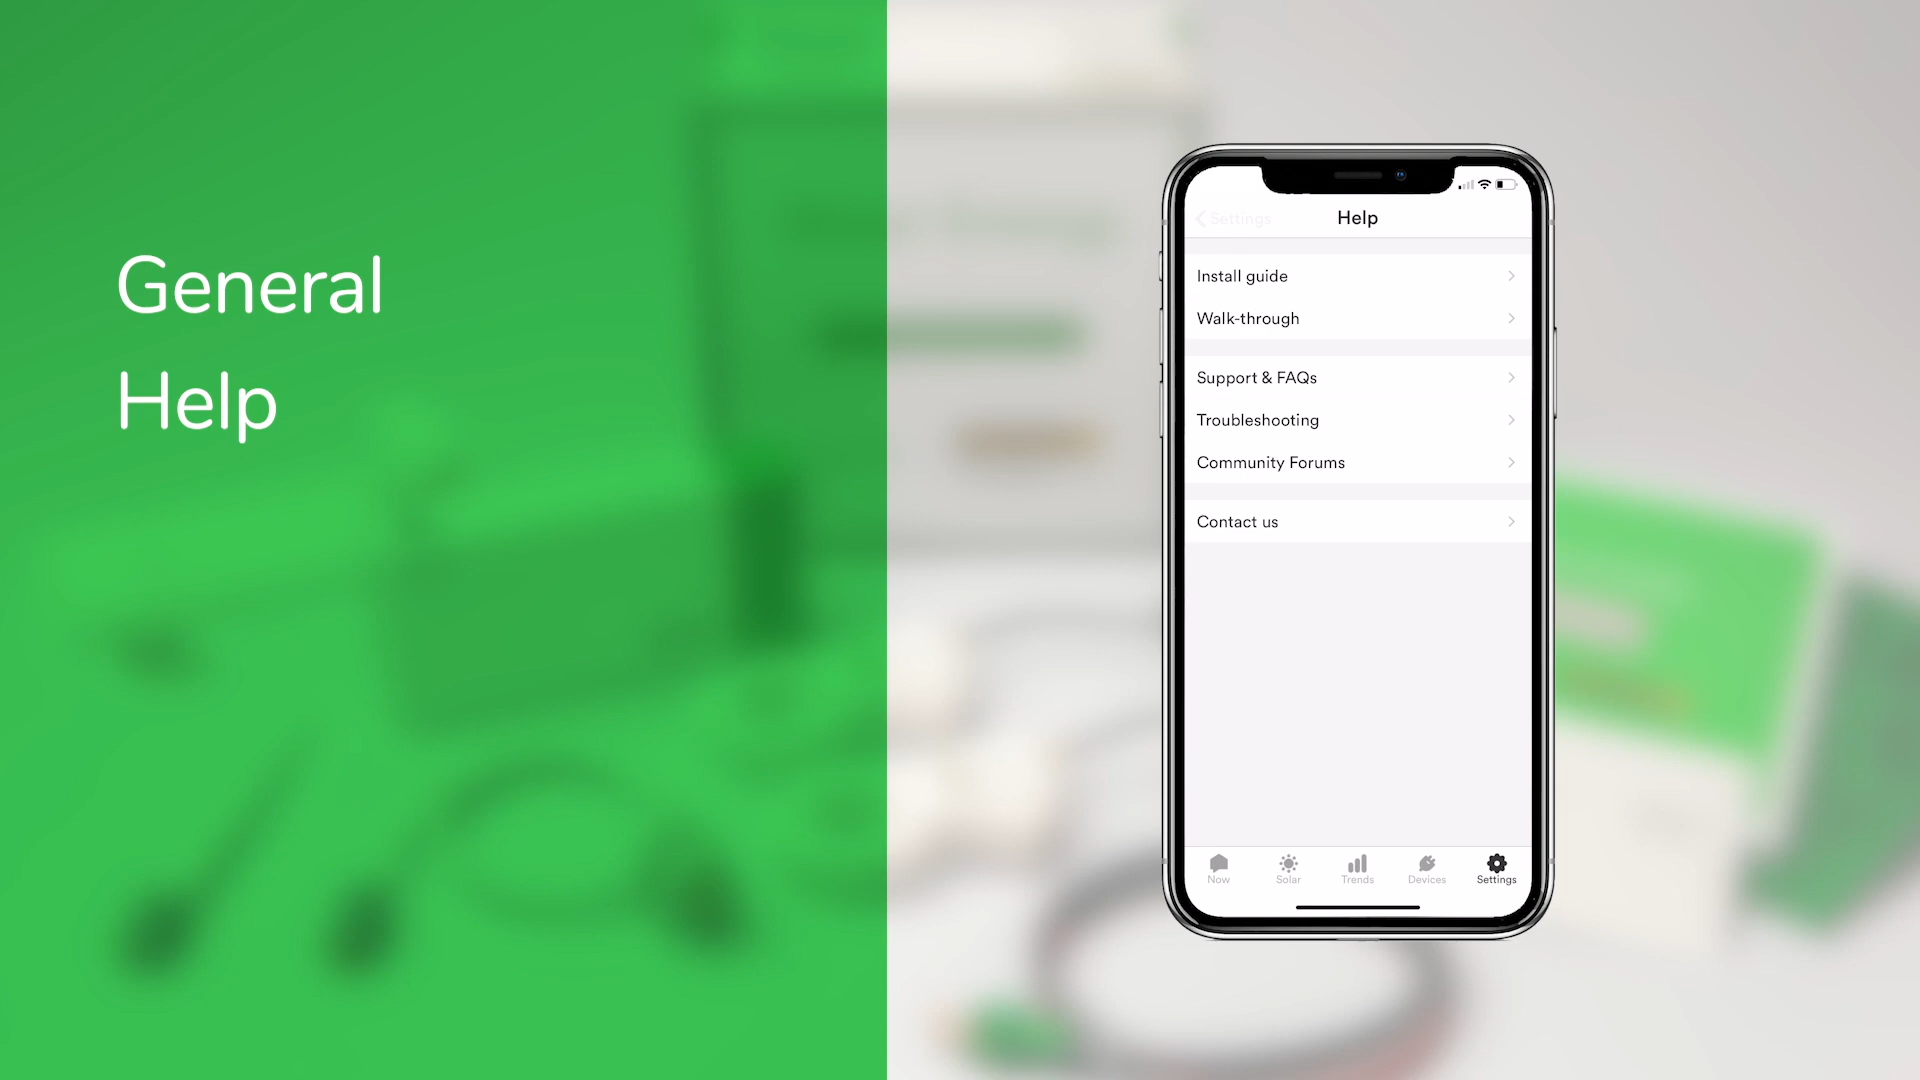 General
Help
Settings
Help
Install guide
Walk-through
Support & FAQs
Troubleshooting
Community Forums
Contact us
Now
Solar
Trends
Devices
Settings